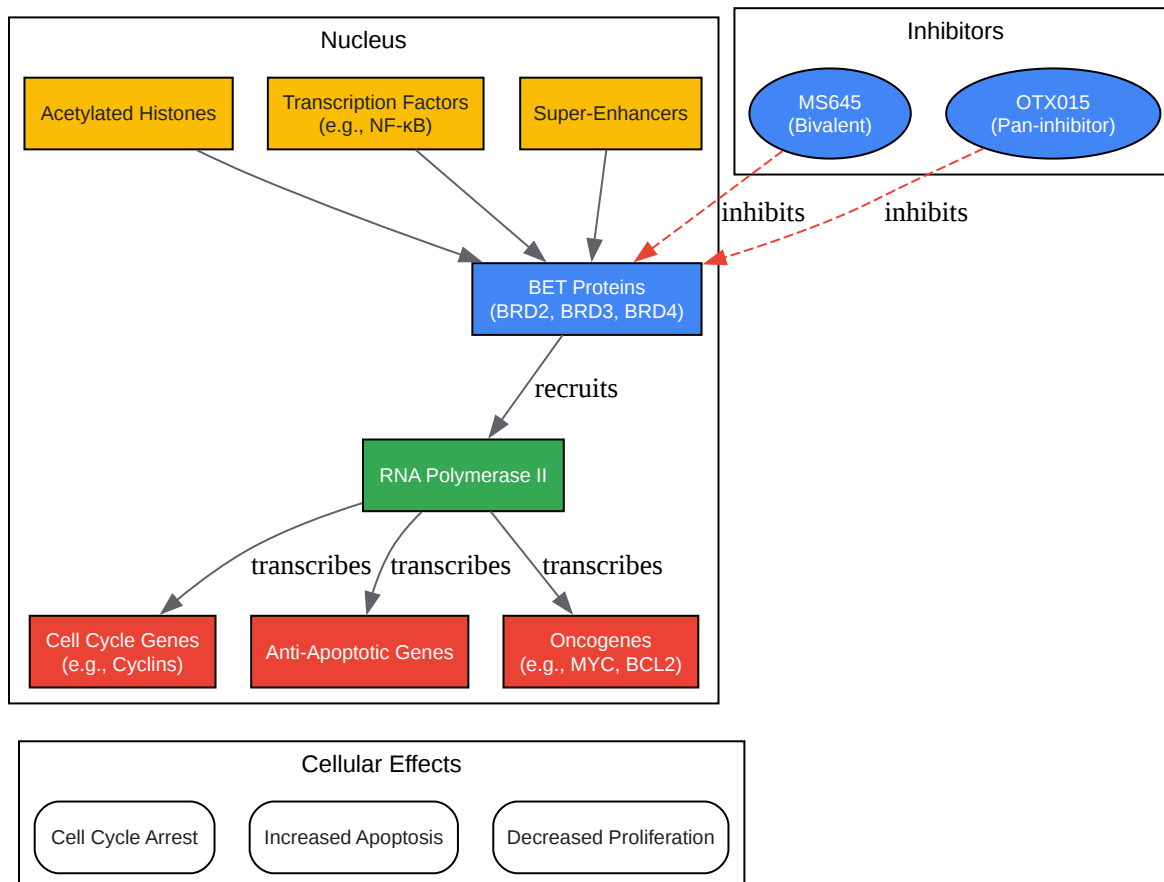 Nucleus
Inhibitors
Acetylated Histones
Transcription Factors
(e.g., NF-κB)
Super-Enhancers
MS645
(Bivalent)
OTX015
(Pan-inhibitor)
inhibits
inhibits
BET Proteins
(BRD2, BRD3, BRD4)
recruits
RNA Polymerase II
transcribes
transcribes
transcribes
Cell Cycle Genes
(e.g., Cyclins)
Anti-Apoptotic Genes
Oncogenes
(e.g., MYC, BCL2)
Cellular Effects
Cell Cycle Arrest
Increased Apoptosis
Decreased Proliferation